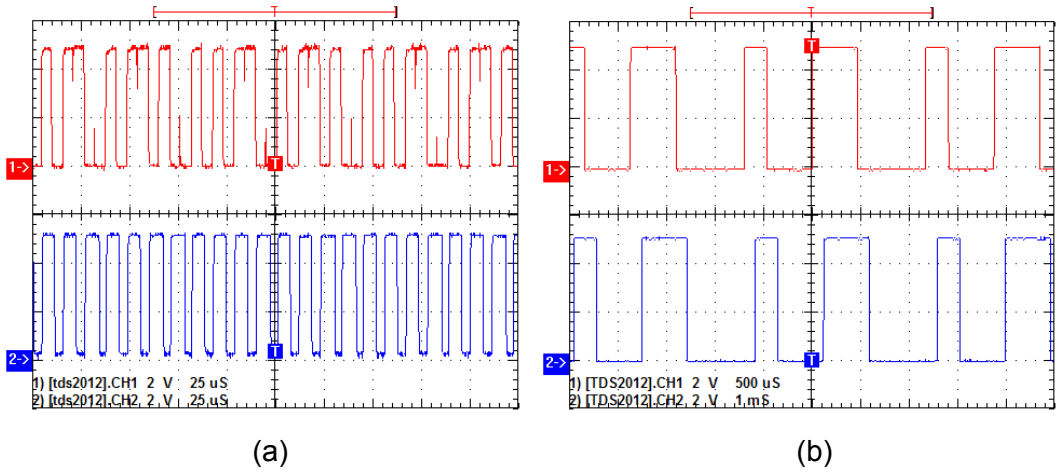 T
T
1->
T
1->
T
2->
T
2->
T
1) [tds2012].CH1 2 V 25 uS
2) [tds2012].CH2 2 V 25 uS
1) [TDS2012].CH1 2 V 500 uS
2) [TDS2012].CH2 2 V 1 mS
(a)
(b)